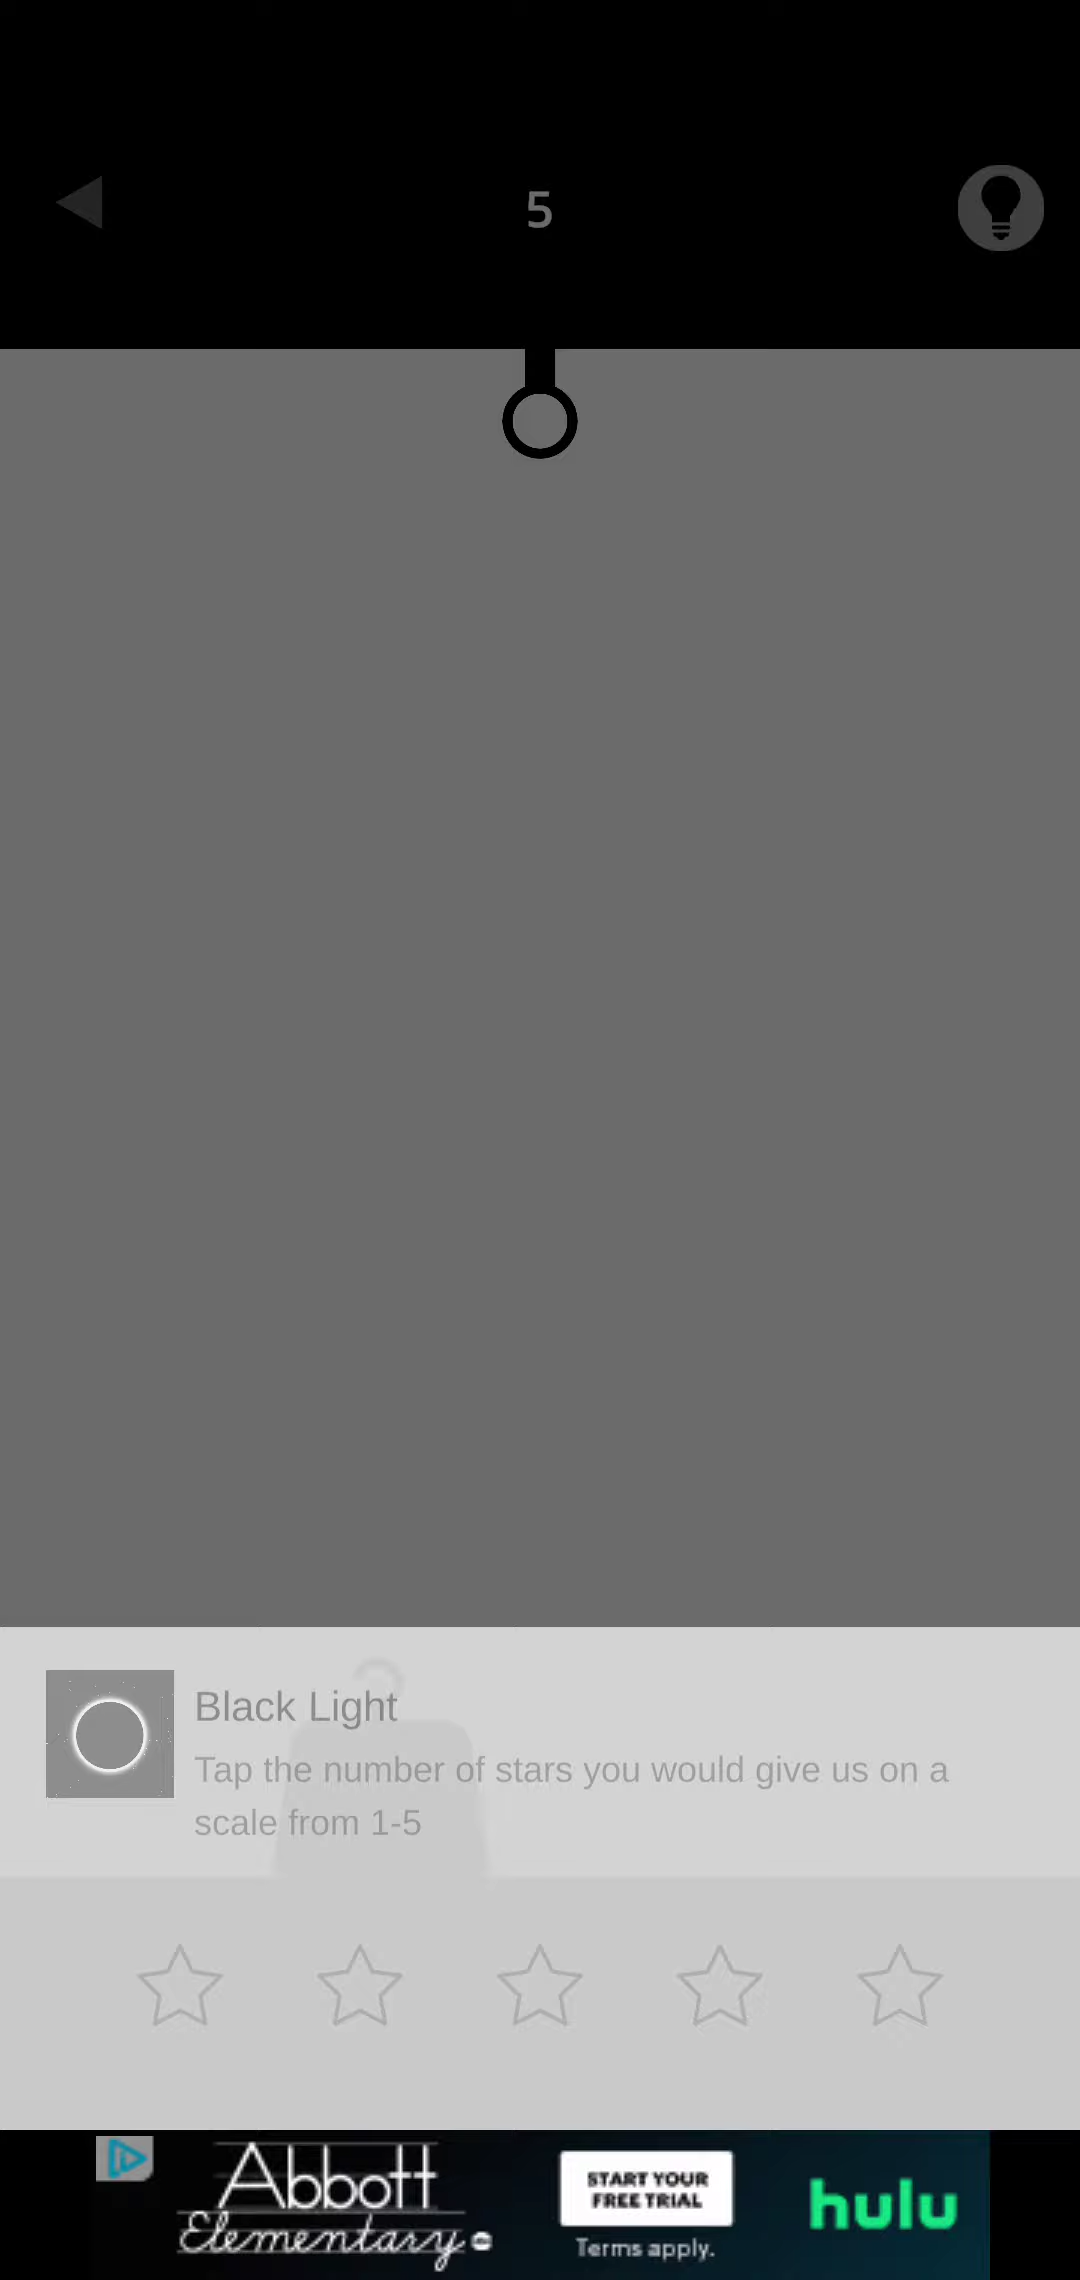 5
Black Light
Tap the number of stars you would give us on a
scale from 1-5
Abbott
Elementary
START YOUR
FREE TRIAL
Terms apply.
hulu